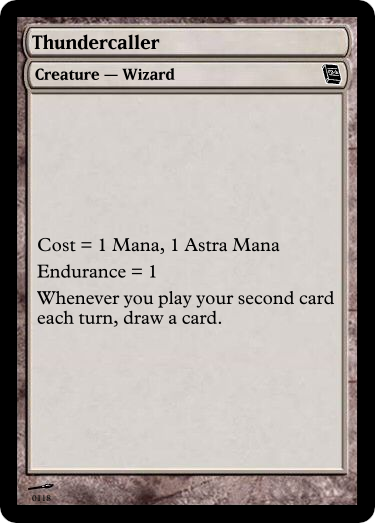 Thundercaller
Creature — Wizard
Cost = 1 Mana, 1 Astra Mana
Endurance = 1
Whenever you play your second card
each turn, draw a card.
0118